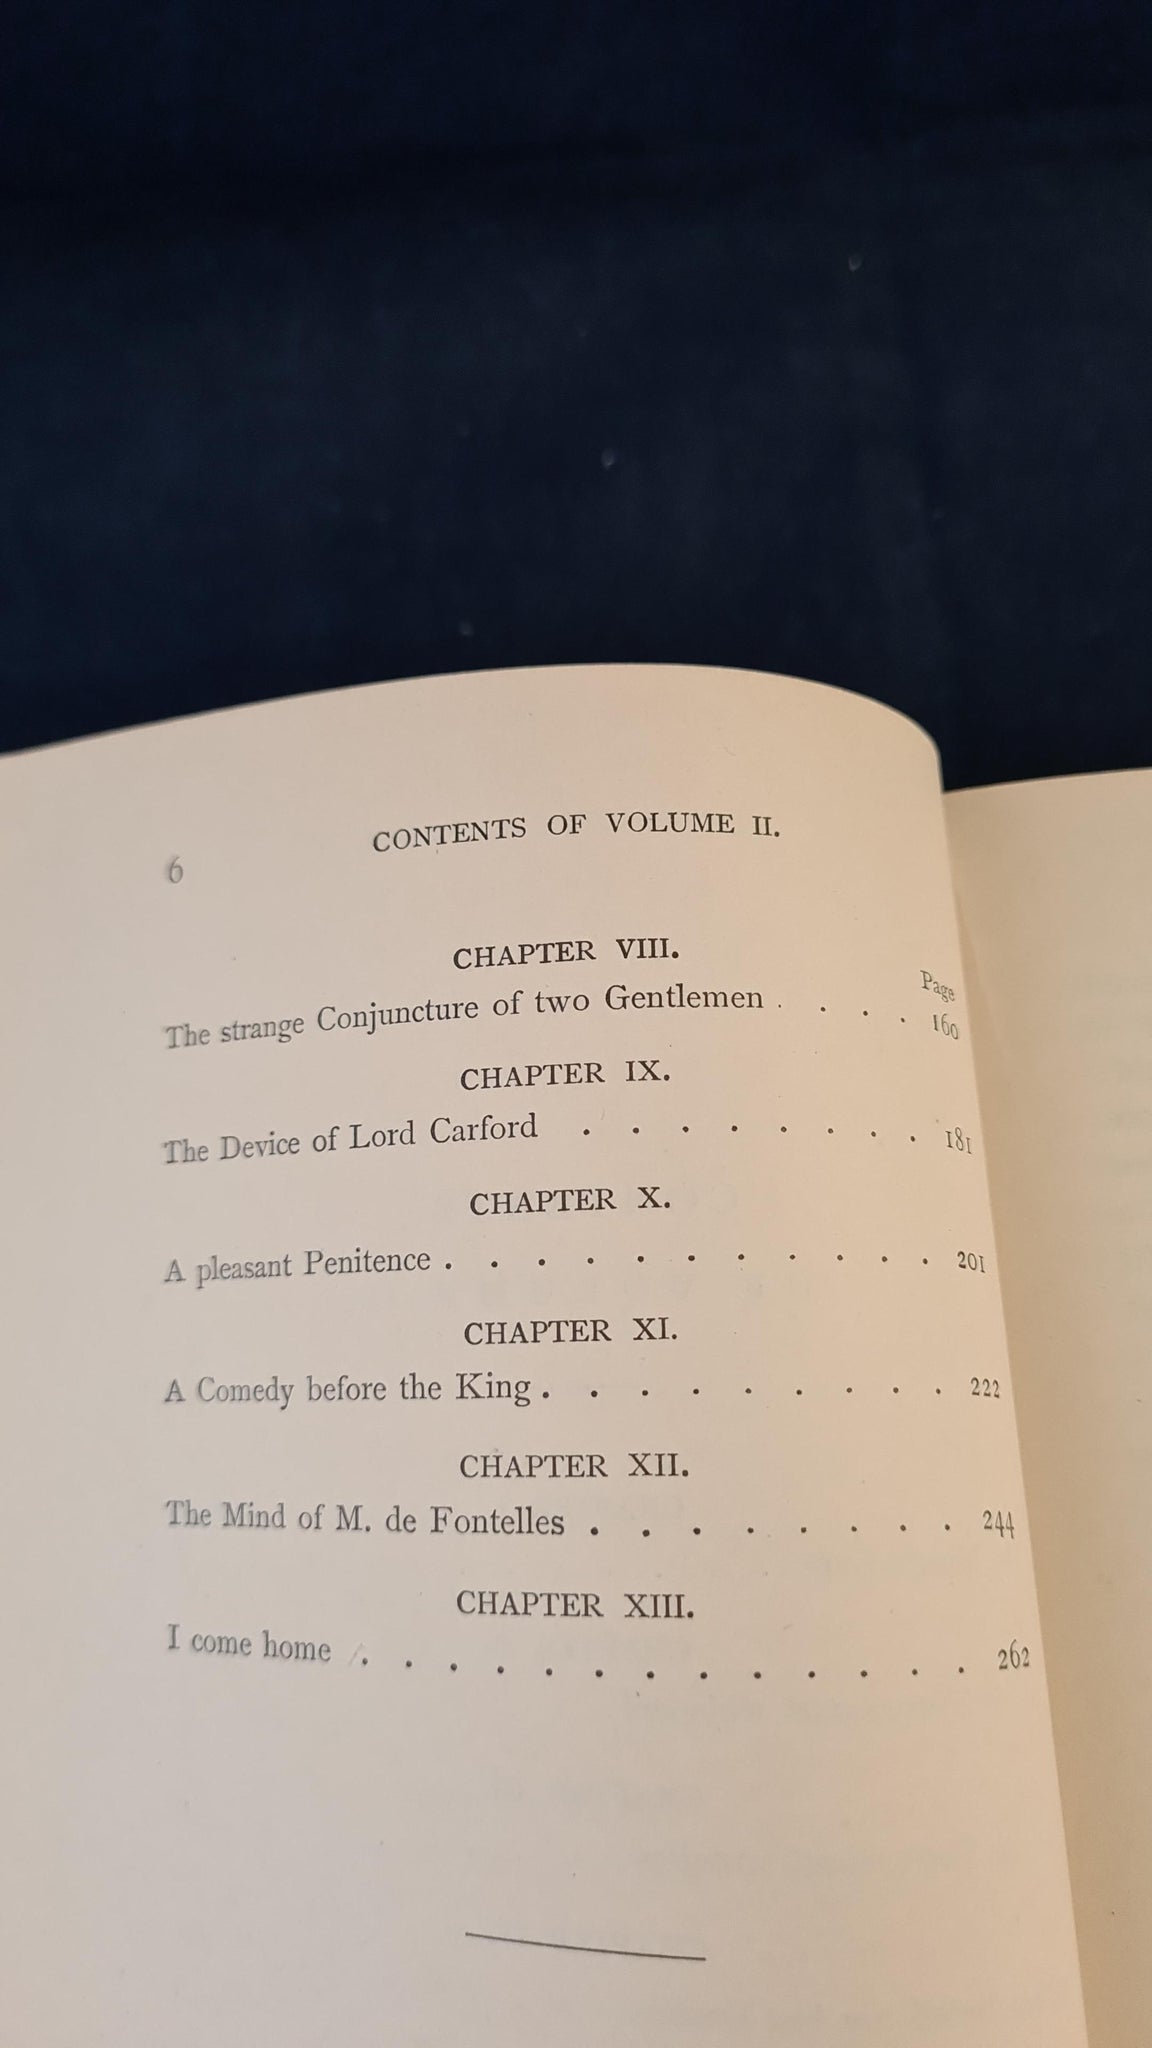 6 CONTENTS OF VOLUME II.
CHAPTER VIII.
Page
The strange Conjuncture of two Gentlemen . . . . 160
CHAPTER IX.
The Device of Lord Carford . . . . . . . . 181
CHAPTER X.
A pleasant Penitence . . . . . . . . . . . 201
CHAPTER XI.
A Comedy before the King . . . . . . . . . 222
CHAPTER XII.
The Mind of M. de Fontelles . . . . . . . . 244
CHAPTER XIII.
I come home . . . . . . . . . . . . . 262